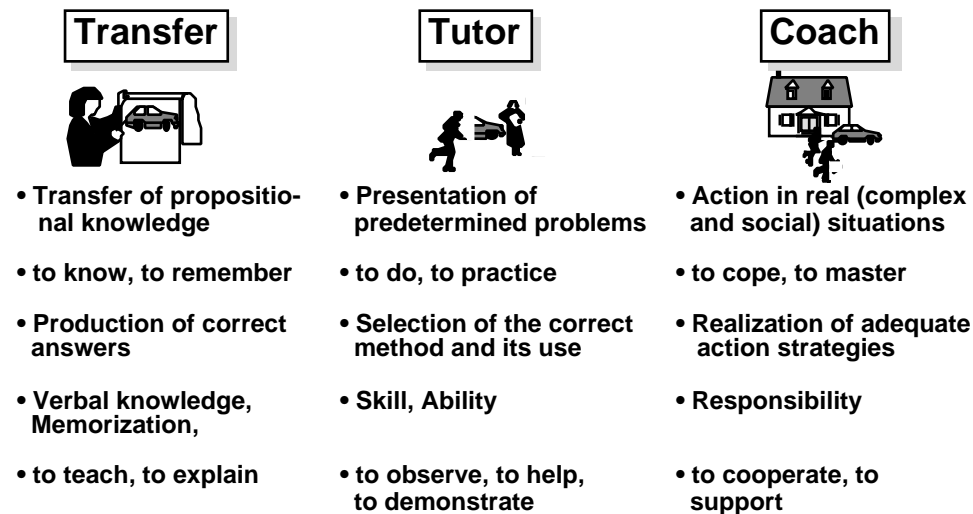 Transfer
• Transfer of propositio-
nal knowledge
• to know, to remember
• Production of correct
answers
• Verbal knowledge,
Memorization,
• to teach, to explain
Tutor
• Presentation of
predetermined problems
• to do, to practice
• Selection of the correct
method and its use
• Skill, Ability
• to observe, to help,
to demonstrate
Coach
• Action in real (complex
and social) situations
• to cope, to master
• Realization of adequate
action strategies
• Responsibility
• to cooperate, to
support